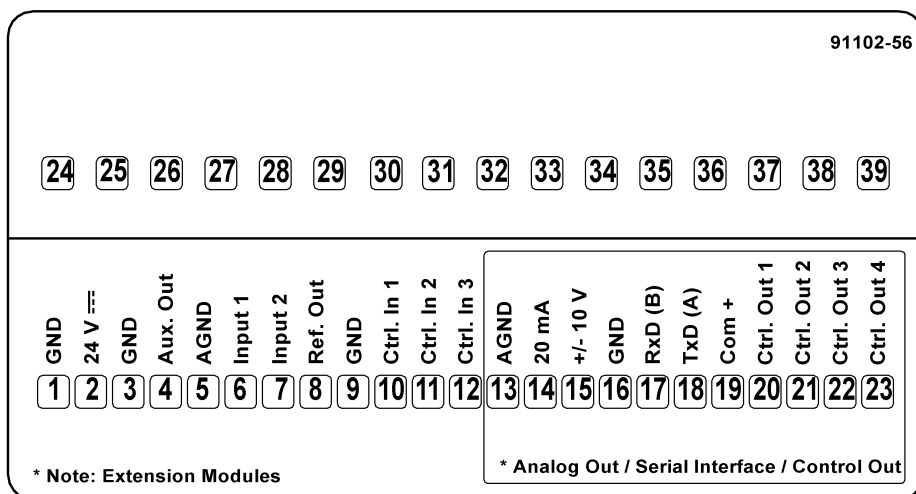 91102-56
24 25 26 27 28 29 30 31 32 33 34 35 36 37 38 39
GND
24 V ⎓
GND
Aux. Out
AGND
Input 1
Input 2
Ref. Out
GND
Ctrl. In 1
Ctrl. In 2
Ctrl. In 3
AGND
20 mA
+/- 10 V
GND
RxD (B)
TxD (A)
Com +
Ctrl. Out 1
Ctrl. Out 2
Ctrl. Out 3
Ctrl. Out 4
1 2 3 4 5 6 7 8 9 10 11 12 13 14 15 16 17 18 19 20 21 22 23
* Note: Extension Modules
* Analog Out / Serial Interface / Control Out